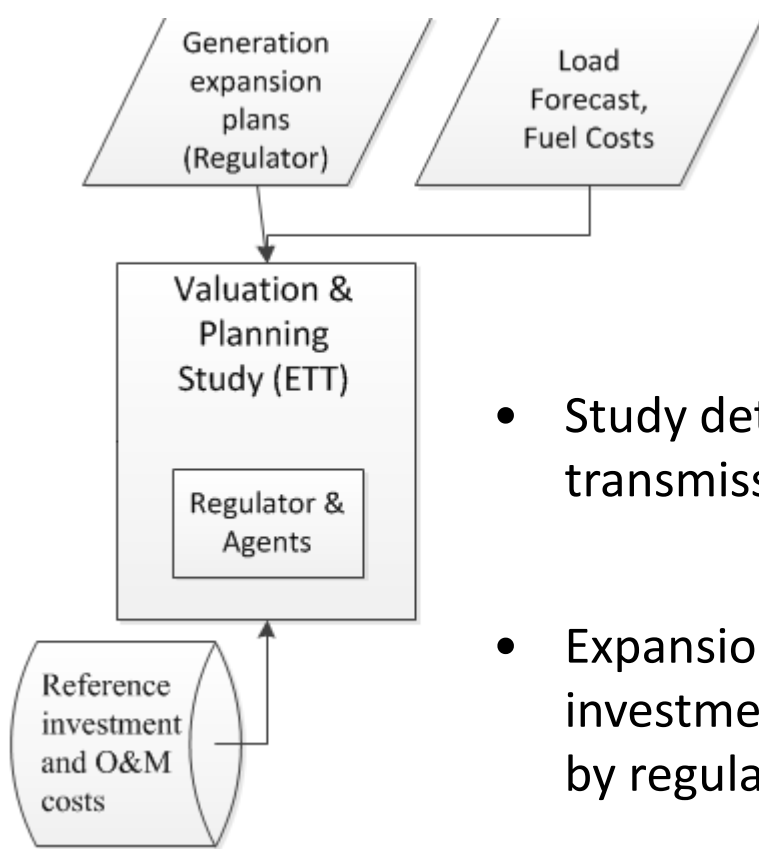 Generation
expansion
plans
(Regulator)
Load
Forecast,
Fuel Costs
Valuation &
Planning
Study (ETT)
Regulator &
Agents
Reference
investment
and O&M
costs
• Study det
transmiss
• Expansio
investme
by regula